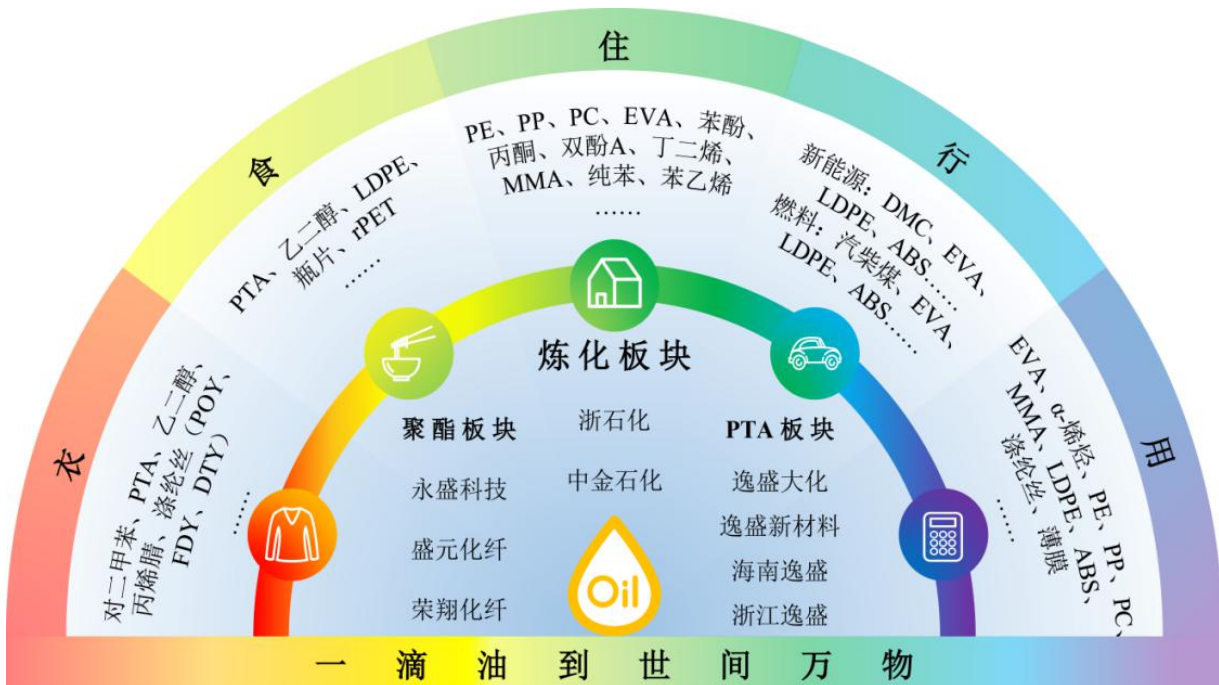 衣
对二甲苯、PTA、乙二醇、
丙烯腈、涤纶丝（POY、
FDY、DTY）
……
食
PTA、乙二醇、LDPE、
瓶片、rPET
……
住
PE、PP、PC、EVA、苯酚、
丙酮、双酚A、丁二烯、
MMA、纯苯、苯乙烯
……
行
新能源：DMC、EVA、
LDPE、ABS……
燃料：汽柴煤、EVA、
LDPE、ABS……
用
EVA、α-烯烃、PE、PP、PC、
MMA、LDPE、ABS、
涤纶丝、薄膜
……
炼化板块
浙石化
中金石化
聚酯板块
永盛科技
盛元化纤
荣翔化纤
PTA板块
逸盛大化
逸盛新材料
海南逸盛
浙江逸盛
Oil
一滴油到世间万物